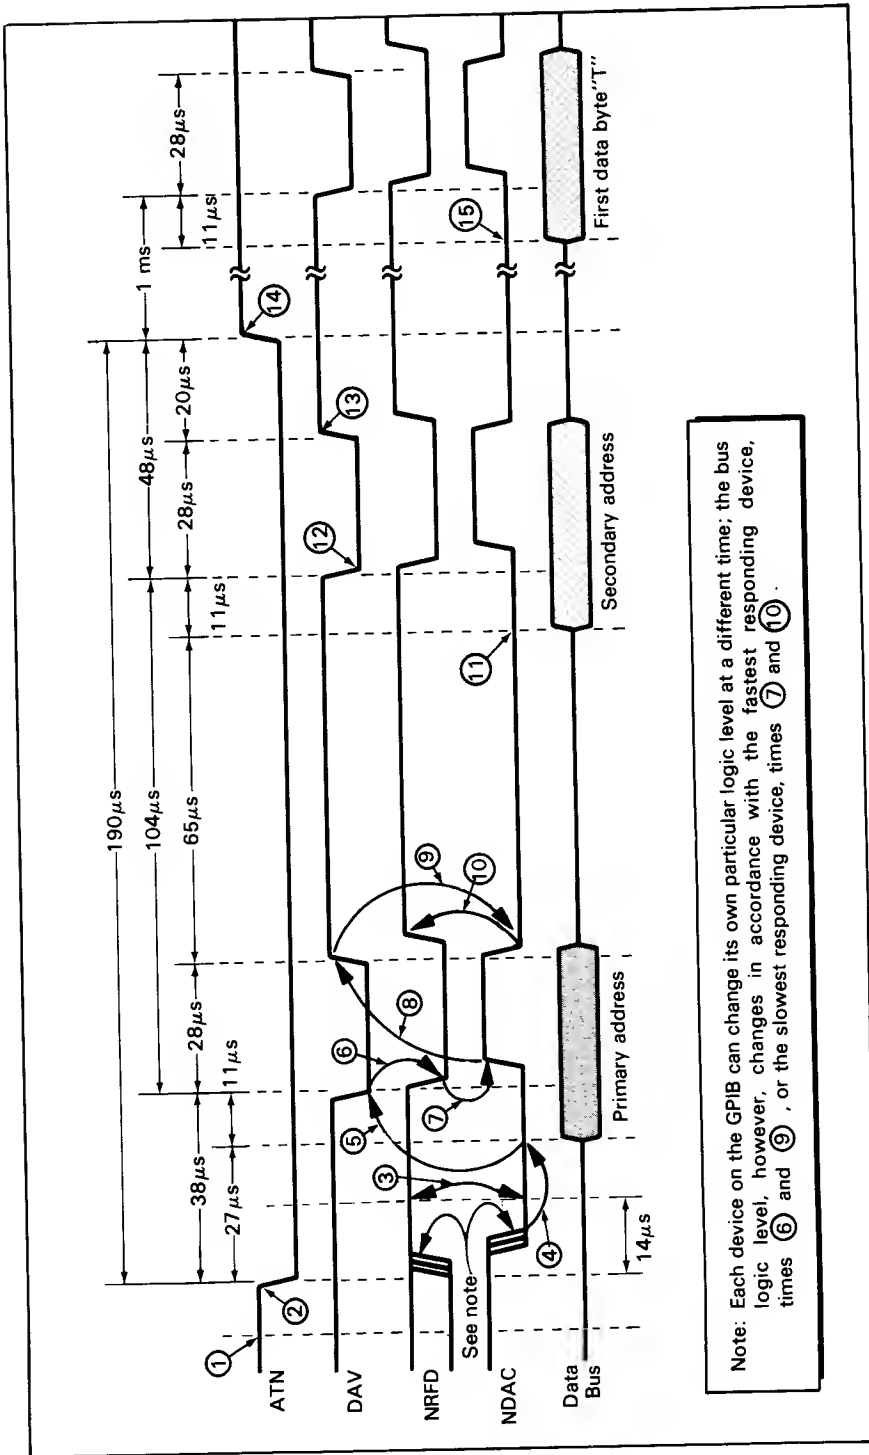 190μs
1 ms
104μs
48μs
38μs
28μs
65μs
28μs
20μs
28μs
27μs
11μs
11μs
11μs
ATN
DAV
NRFD
NDAC
Data
Bus
1
2
3
4
5
6
7
8
9
10
11
12
13
14
15
See note
14μs
Primary address
Secondary address
First data byte"T"
Note: Each device on the GPIB can change its own particular logic level at a different time; the bus
logic level, however, changes in accordance with the fastest responding device,
times 6 and 9, or the slowest responding device, times 7 and 10.